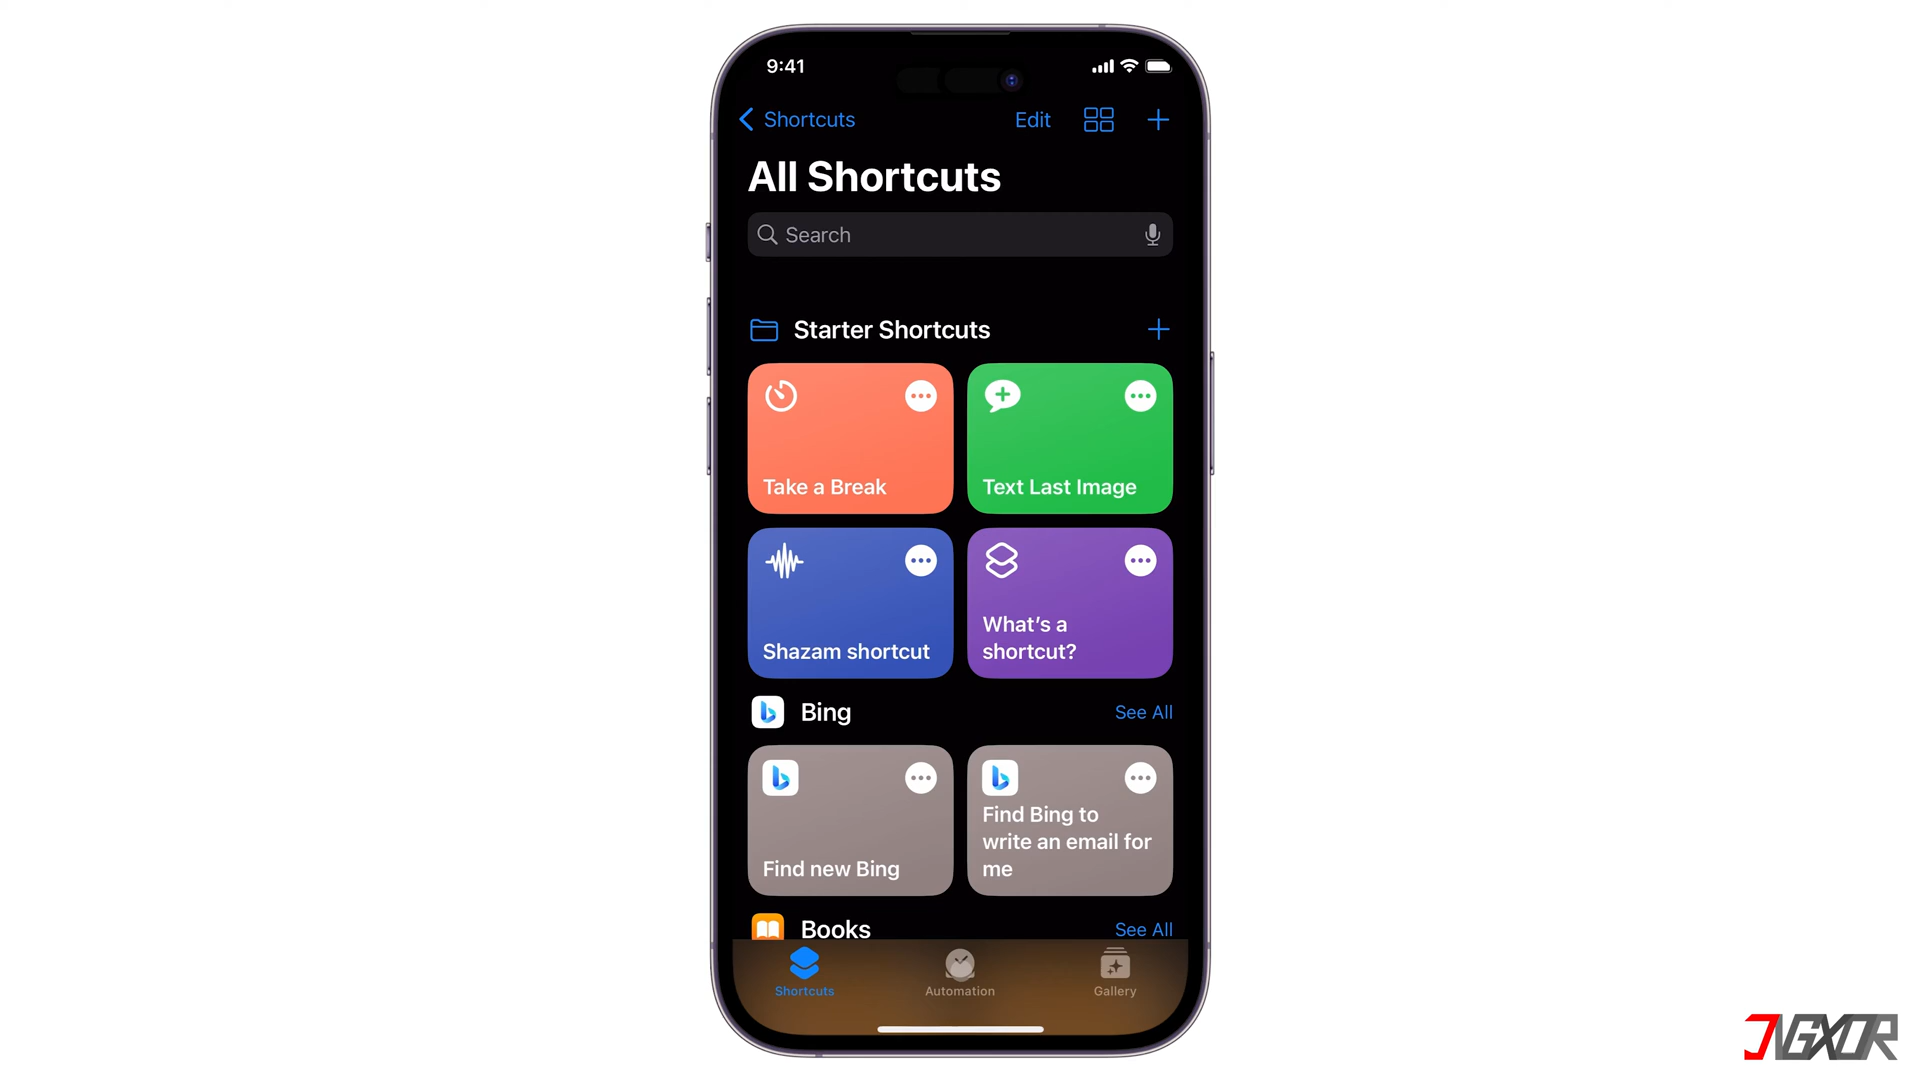 9:41
Shortcuts
Edit
All Shortcuts
Search
Starter Shortcuts
Take a Break
Text Last Image
Shazam shortcut
What's a
shortcut?
Bing
See All
Find new Bing
Find Bing to
write an email for
me
Books
See All
Shortcuts
Automation
Gallery
JVGXOR